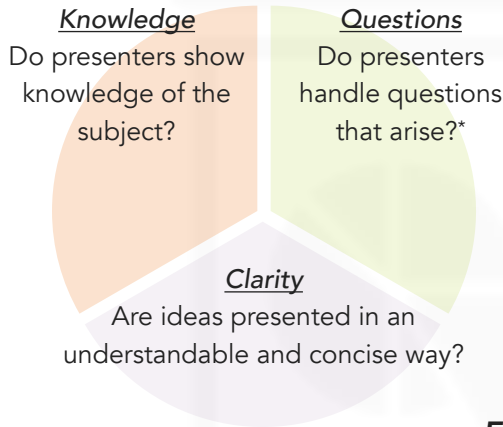 Knowledge
Do presenters show
knowledge of the
subject?
Questions
Do presenters
handle questions
that arise?*
Clarity
Are ideas presented in an
understandable and concise way?